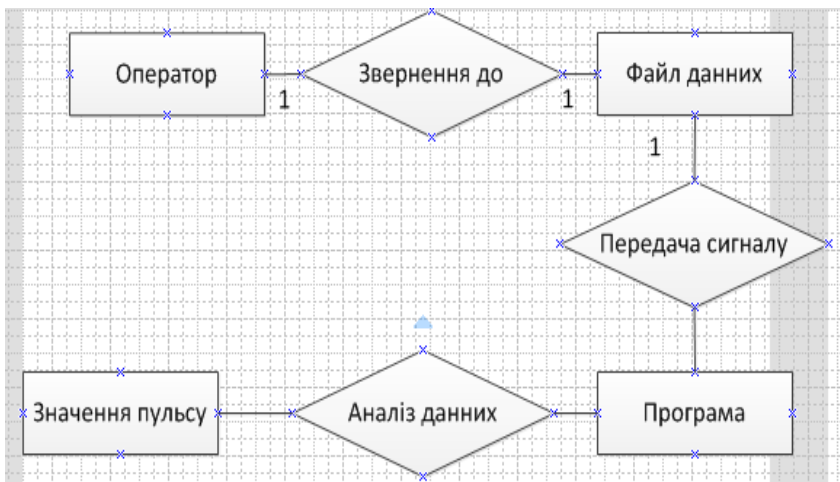 Оператор
Звернення до
Файл данних
1
1
1
Передача сигналу
Значення пульсу
Аналіз данних
Програма